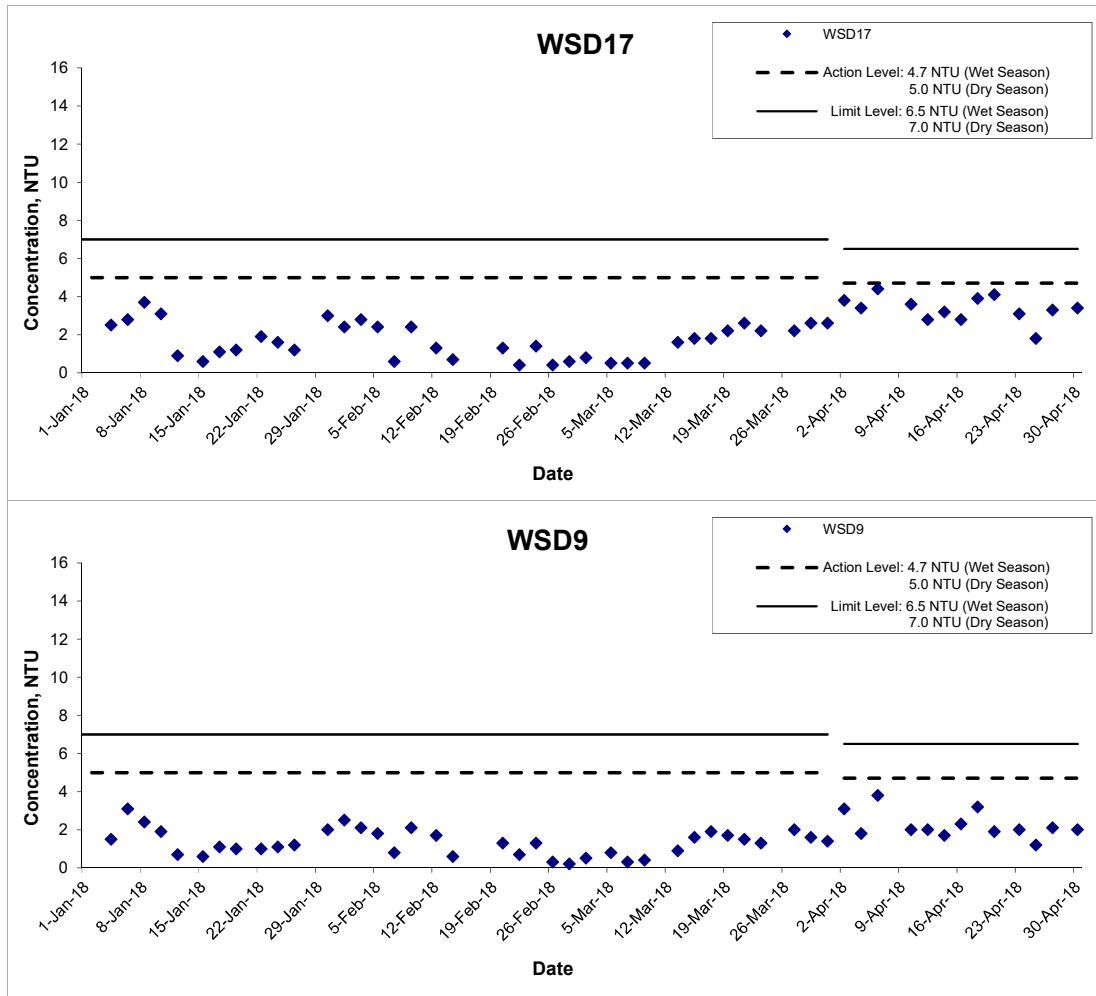 WSD17
WSD17
Action Level: 4.7 NTU (Wet Season)
5.0 NTU (Dry Season)
Limit Level: 6.5 NTU (Wet Season)
7.0 NTU (Dry Season)
Concentration, NTU
16
14
12
10
8
6
4
2
0
1-Jan-18
8-Jan-18
15-Jan-18
22-Jan-18
29-Jan-18
5-Feb-18
12-Feb-18
19-Feb-18
26-Feb-18
5-Mar-18
12-Mar-18
19-Mar-18
26-Mar-18
2-Apr-18
9-Apr-18
16-Apr-18
23-Apr-18
30-Apr-18
Date
WSD9
WSD9
Action Level: 4.7 NTU (Wet Season)
5.0 NTU (Dry Season)
Limit Level: 6.5 NTU (Wet Season)
7.0 NTU (Dry Season)
Concentration, NTU
16
14
12
10
8
6
4
2
0
1-Jan-18
8-Jan-18
15-Jan-18
22-Jan-18
29-Jan-18
5-Feb-18
12-Feb-18
19-Feb-18
26-Feb-18
5-Mar-18
12-Mar-18
19-Mar-18
26-Mar-18
2-Apr-18
9-Apr-18
16-Apr-18
23-Apr-18
30-Apr-18
Date